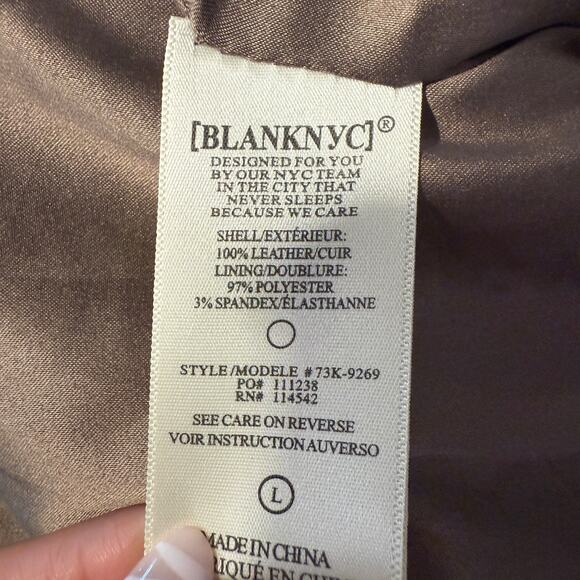 [BLANKNYC]®
DESIGNED FOR YOU
BY OUR NYC TEAM
IN THE CITY THAT
NEVER SLEEPS
BECAUSE WE CARE
SHELL/EXTÉRIEUR:
100% LEATHER/CUIR
LINING/DOUBLURE:
97% POLYESTER
3% SPANDEX/ÉLASTHANNE
STYLE/MODELE #73K-9269
PO# 111238
RN# 114542
SEE CARE ON REVERSE
VOIR INSTRUCTION AUVERSO
L
MADE IN CHINA